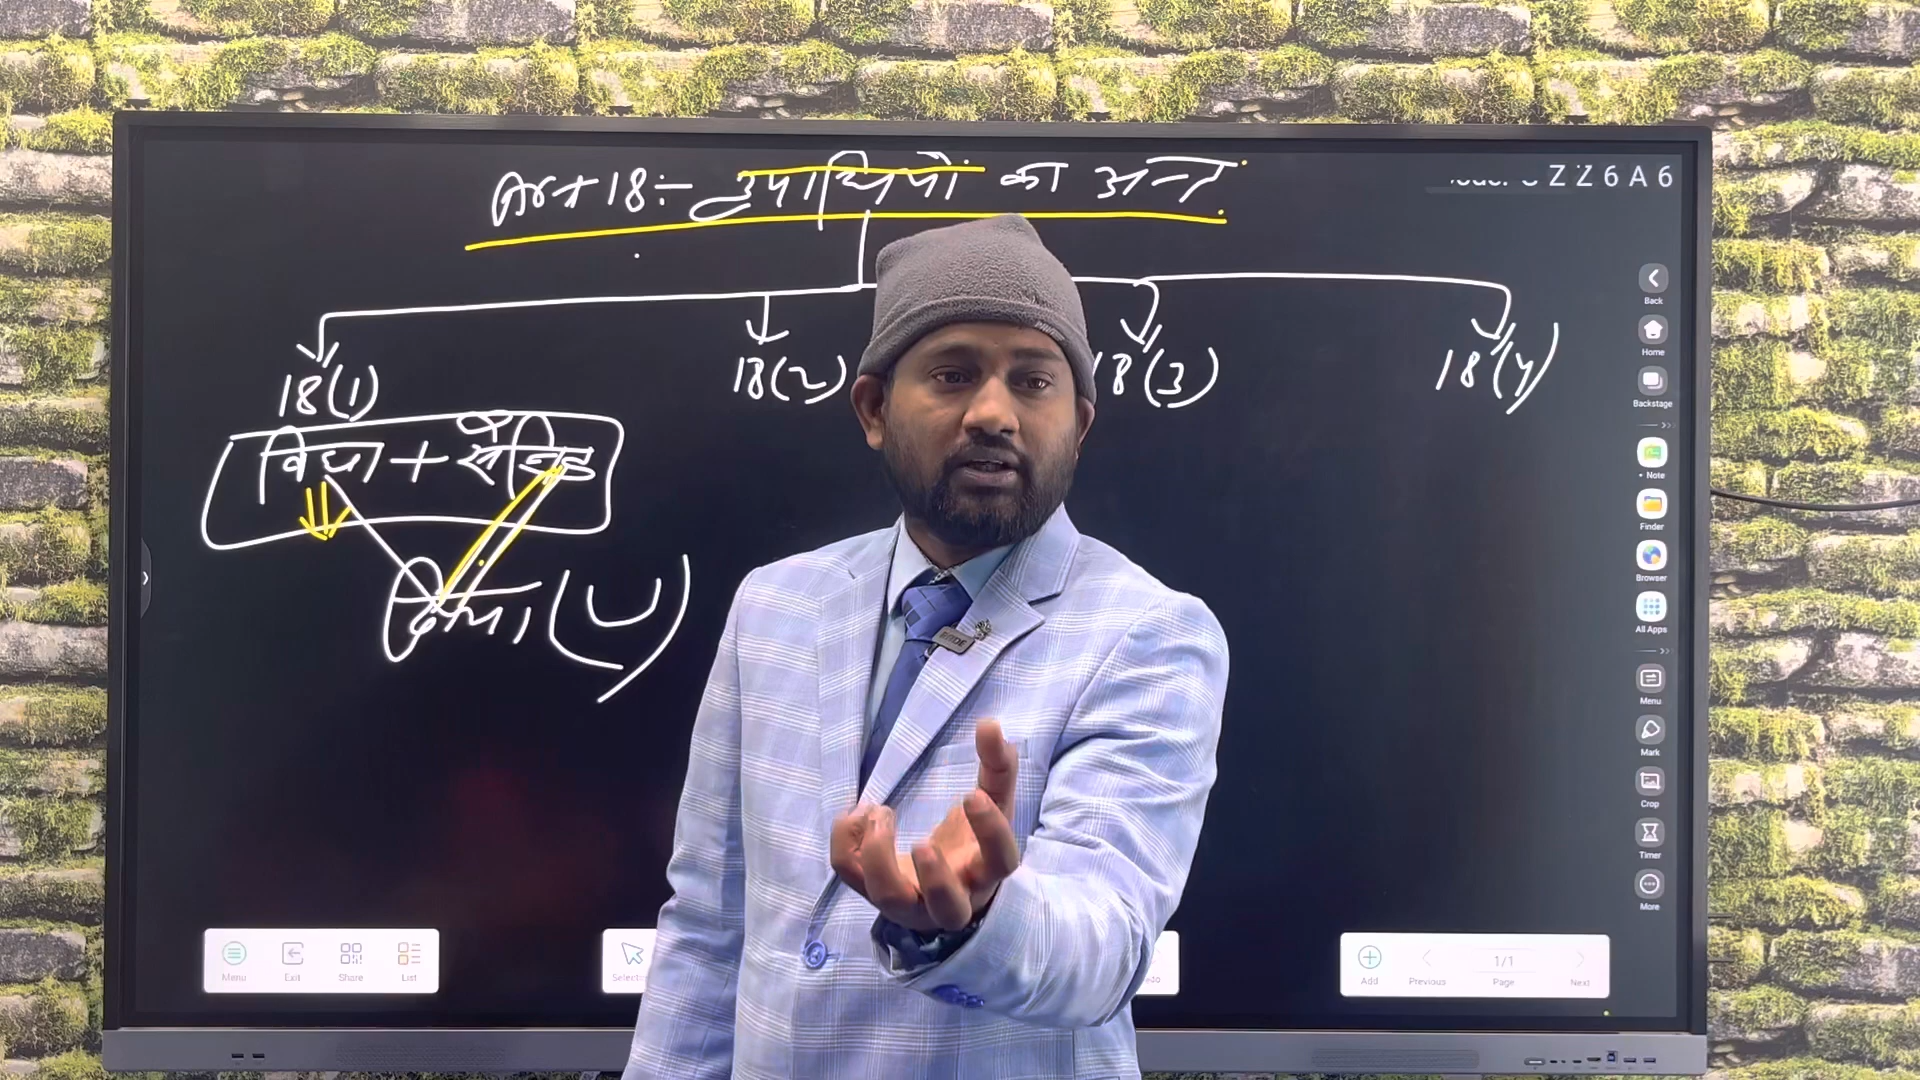 Art 18 :- उपाधियों का अन्त
ZZ6A6
18(1)
18(2)
18(3)
18(4)
विद्या + सैनिक
Back
Home
Backstage
Note
Finder
Browser
All Apps
Menu
Mark
Crop
Timer
More
Menu
Exit
Share
List
Add
Previous
1/1
Page
Next